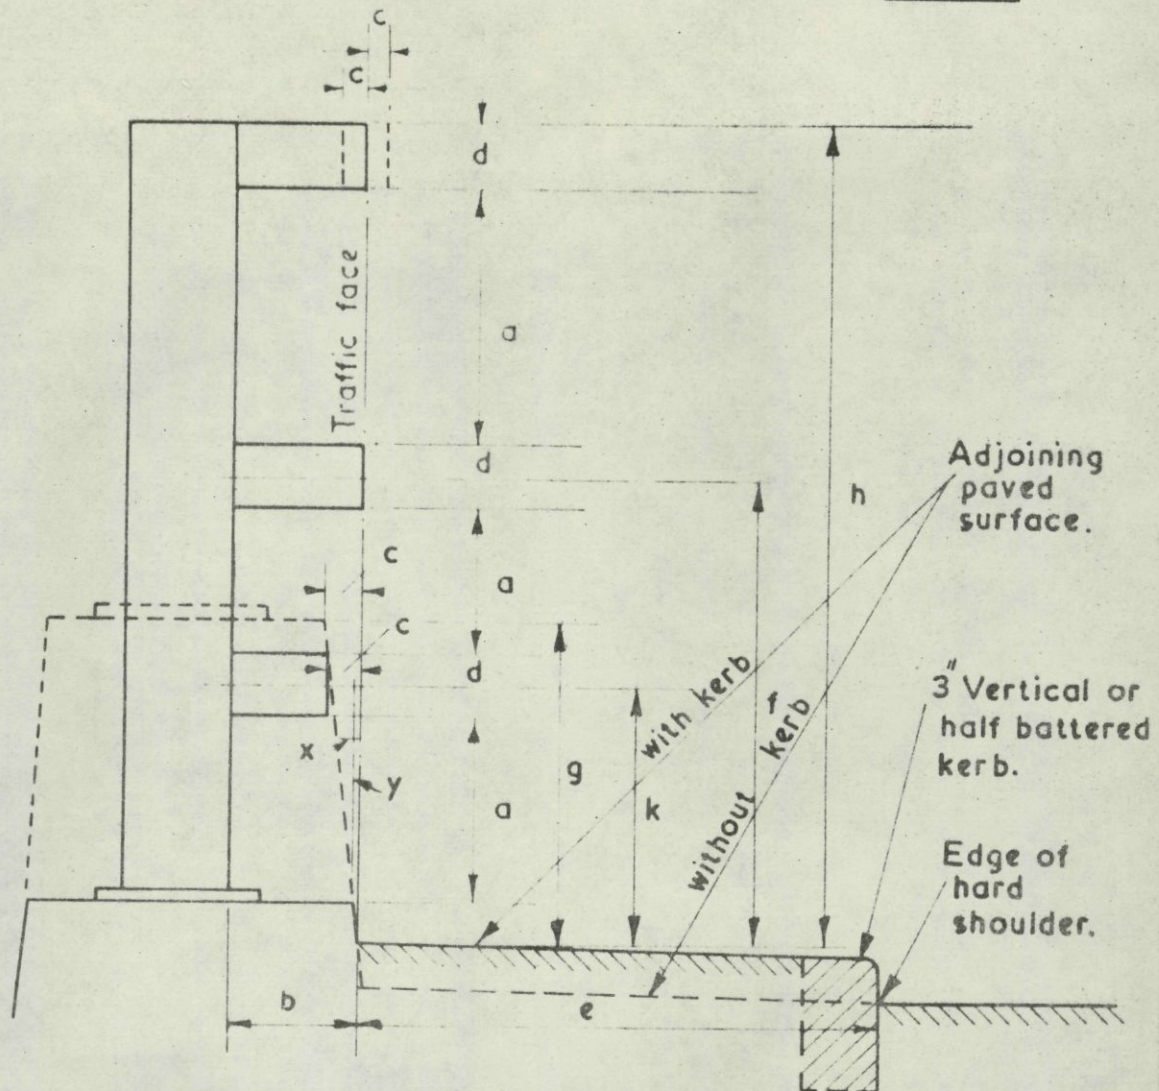 c
c
d
Traffic face
a
d
h
Adjoining
paved
surface.
c
a
c
d
with kerb
f
without kerb
3" Vertical or
half battered
kerb.
x
g
y
a
k
Edge of
hard
shoulder.
b
e